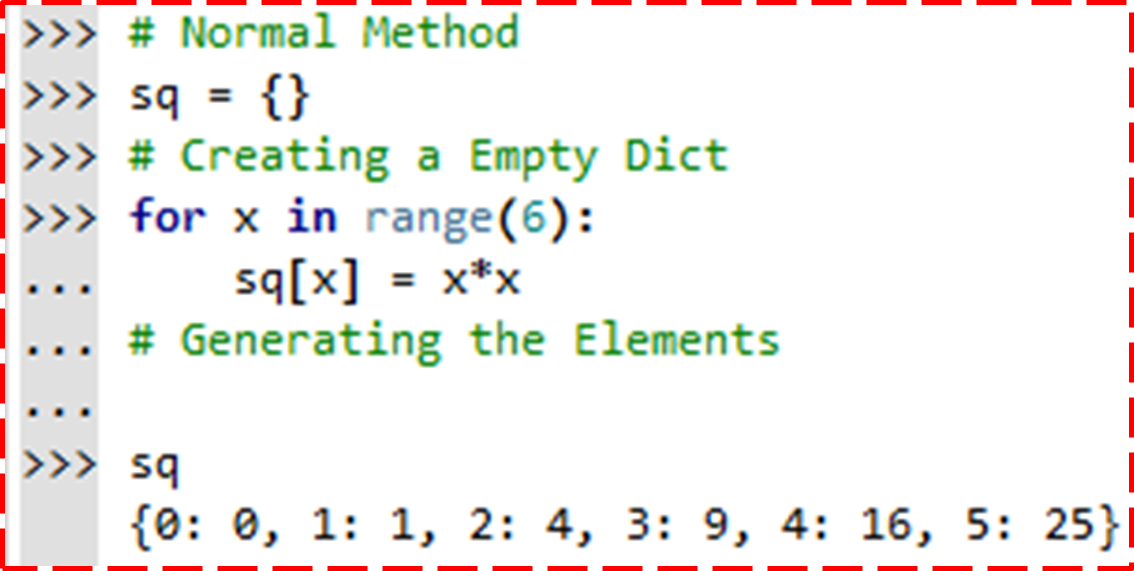 >>> # Normal Method
>>> sq = {}
>>> # Creating a Empty Dict
>>> for x in range(6):
...     sq[x] = x*x
... # Generating the Elements
...
>>> sq
{0: 0, 1: 1, 2: 4, 3: 9, 4: 16, 5: 25}